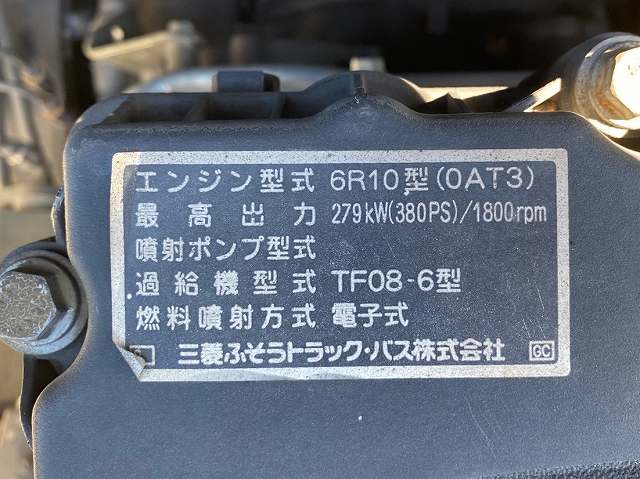 エンジン型式 6R10型(0AT3)
最高出力 279kW(380PS)/1800rpm
噴射ポンプ型式
過給機型式 TF08-6型
燃料噴射方式 電子式
三菱ふそうトラック・バス株式会社 GC